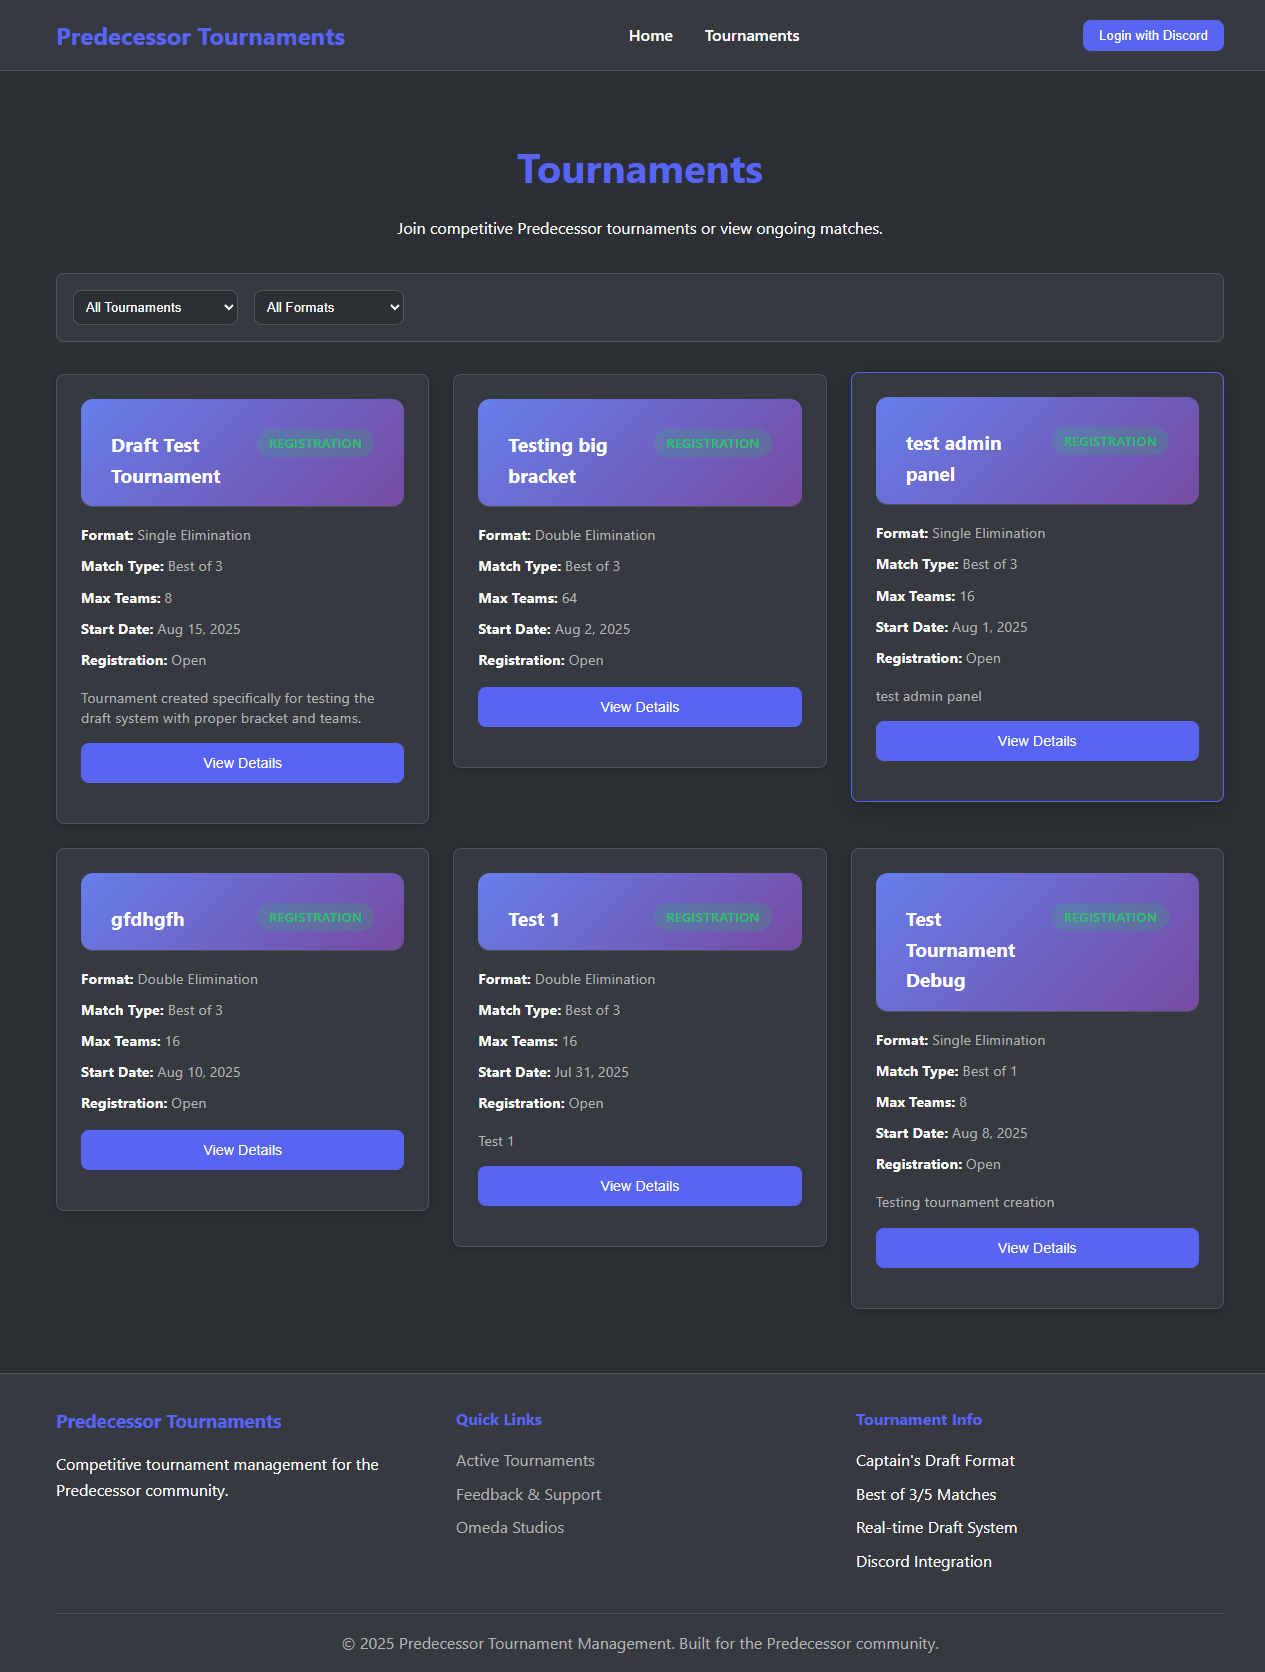 Predecessor Tournaments
Home
Tournaments
Login with Discord
Tournaments
Join competitive Predecessor tournaments or view ongoing matches.
All Tournaments
All Formats
Draft Test
Tournament
REGISTRATION
Format: Single Elimination
Match Type: Best of 3
Max Teams: 8
Start Date: Aug 15, 2025
Registration: Open
Tournament created specifically for testing the
draft system with proper bracket and teams.
View Details
Testing big
bracket
REGISTRATION
Format: Double Elimination
Match Type: Best of 3
Max Teams: 64
Start Date: Aug 2, 2025
Registration: Open
View Details
test admin
panel
REGISTRATION
Format: Single Elimination
Match Type: Best of 3
Max Teams: 16
Start Date: Aug 1, 2025
Registration: Open
test admin panel
View Details
gfdhgfh
REGISTRATION
Format: Double Elimination
Match Type: Best of 3
Max Teams: 16
Start Date: Aug 10, 2025
Registration: Open
View Details
Test 1
REGISTRATION
Format: Double Elimination
Match Type: Best of 3
Max Teams: 16
Start Date: Jul 31, 2025
Registration: Open
Test 1
View Details
Test
Tournament
Debug
REGISTRATION
Format: Single Elimination
Match Type: Best of 1
Max Teams: 8
Start Date: Aug 8, 2025
Registration: Open
Testing tournament creation
View Details
Predecessor Tournaments
Competitive tournament management for the
Predecessor community.
Quick Links
Active Tournaments
Feedback & Support
Omeda Studios
Tournament Info
Captain's Draft Format
Best of 3/5 Matches
Real-time Draft System
Discord Integration
© 2025 Predecessor Tournament Management. Built for the Predecessor community.